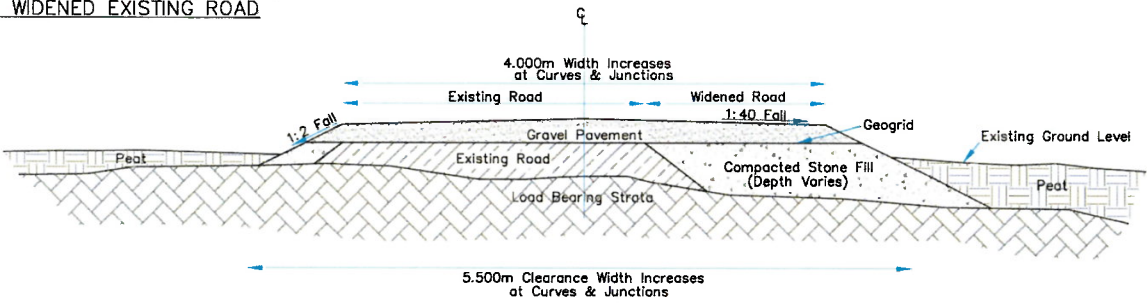 WIDENED EXISTING ROAD
℄
4.000m Width Increases
at Curves & Junctions
Existing Road
Widened Road
1:2 Fall
1:40 Fall
Geogrid
Gravel Pavement
Existing Ground Level
Peat
Existing Road
Compacted Stone Fill
(Depth Varies)
Peat
Load Bearing Strata
5.500m Clearance Width Increases
at Curves & Junctions